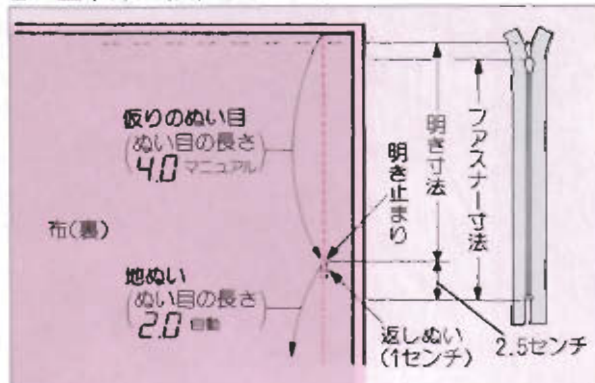 仮りのぬい目
(ぬい目の長さ
4.0 マニュアル)
布(裏)
地ぬい
(ぬい目の長さ
2.0 自動)
明き止まり
明き寸法
ファスナー寸法
返しぬい
(1センチ)
2.5センチ